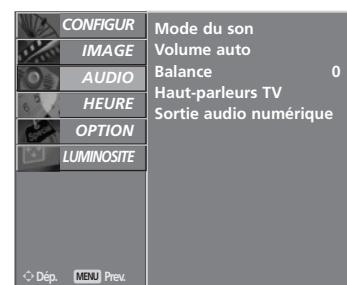 CONFIGUR
IMAGE
AUDIO
HEURE
OPTION
LUMINOSITE
Mode du son
Volume auto
Balance 0
Haut-parleurs TV
Sortie audio numérique
Dép. MENU Prev.